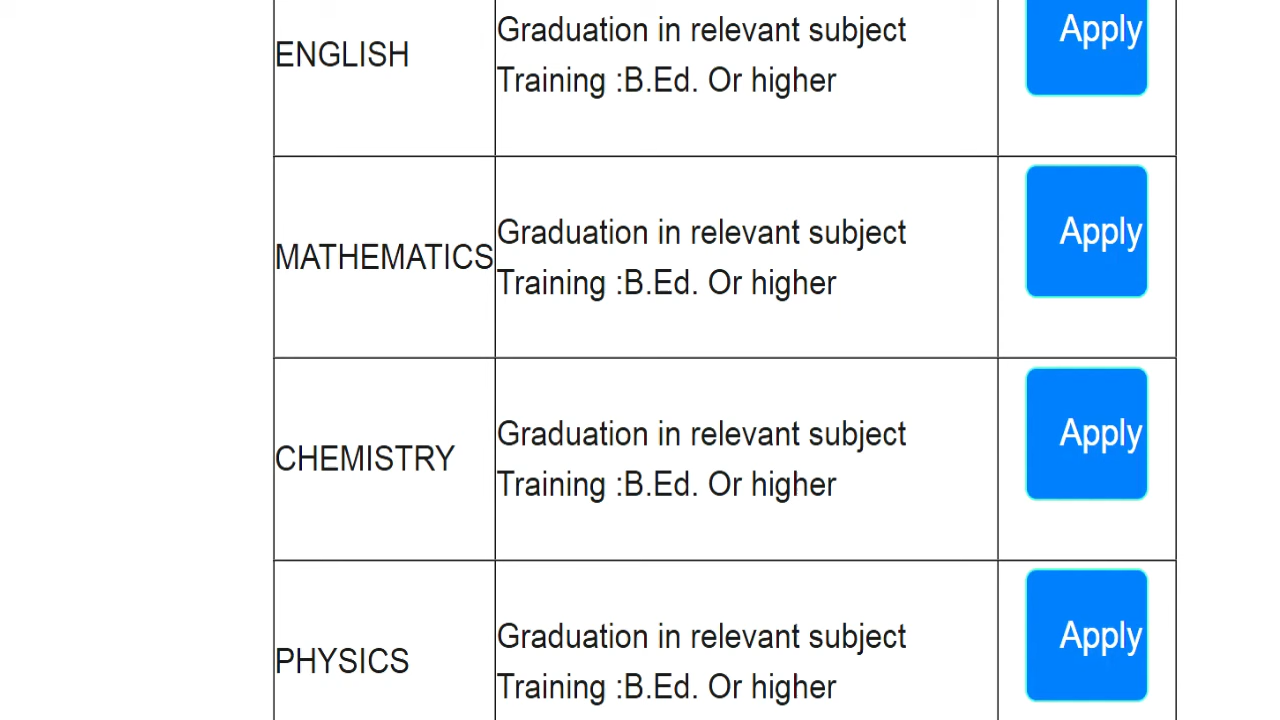 ENGLISH
Graduation in relevant subject
Training :B.Ed. Or higher
Apply
MATHEMATICS
Graduation in relevant subject
Training :B.Ed. Or higher
Apply
CHEMISTRY
Graduation in relevant subject
Training :B.Ed. Or higher
Apply
PHYSICS
Graduation in relevant subject
Training :B.Ed. Or higher
Apply